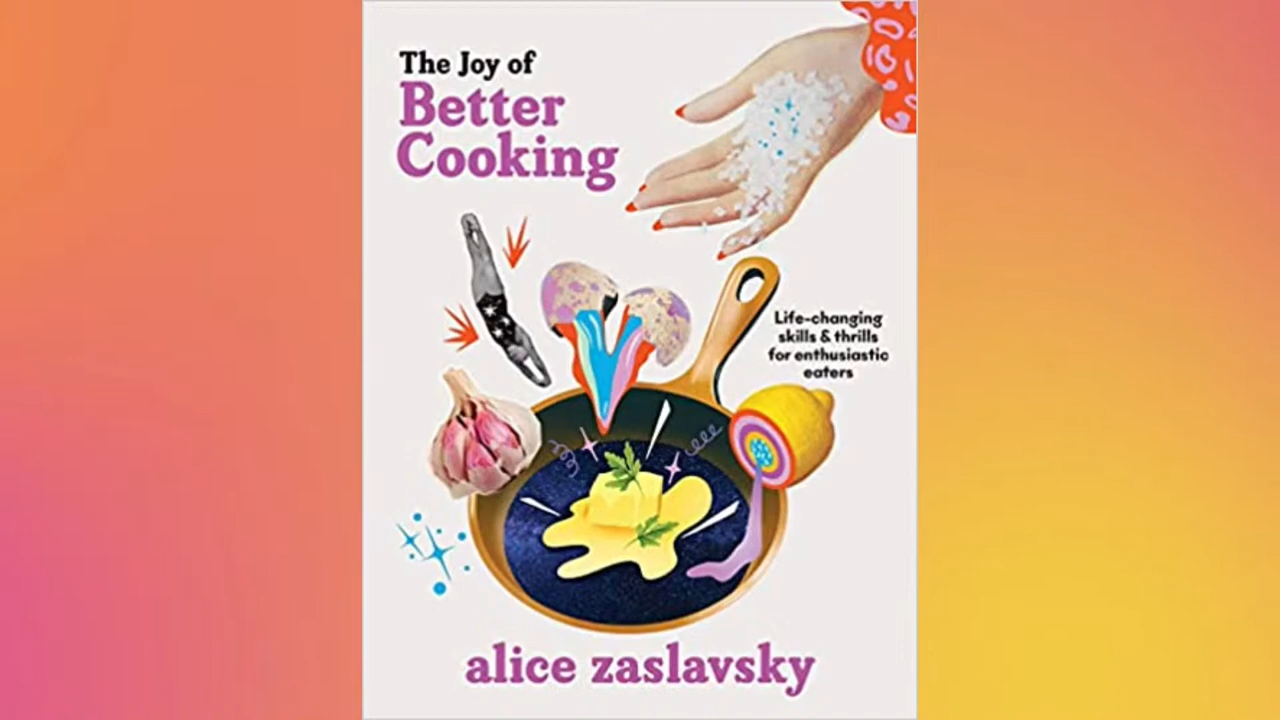 The Joy of
Better
Cooking
Life-changing
skills & thrills
for enthusiastic
eaters
alice zaslavsky